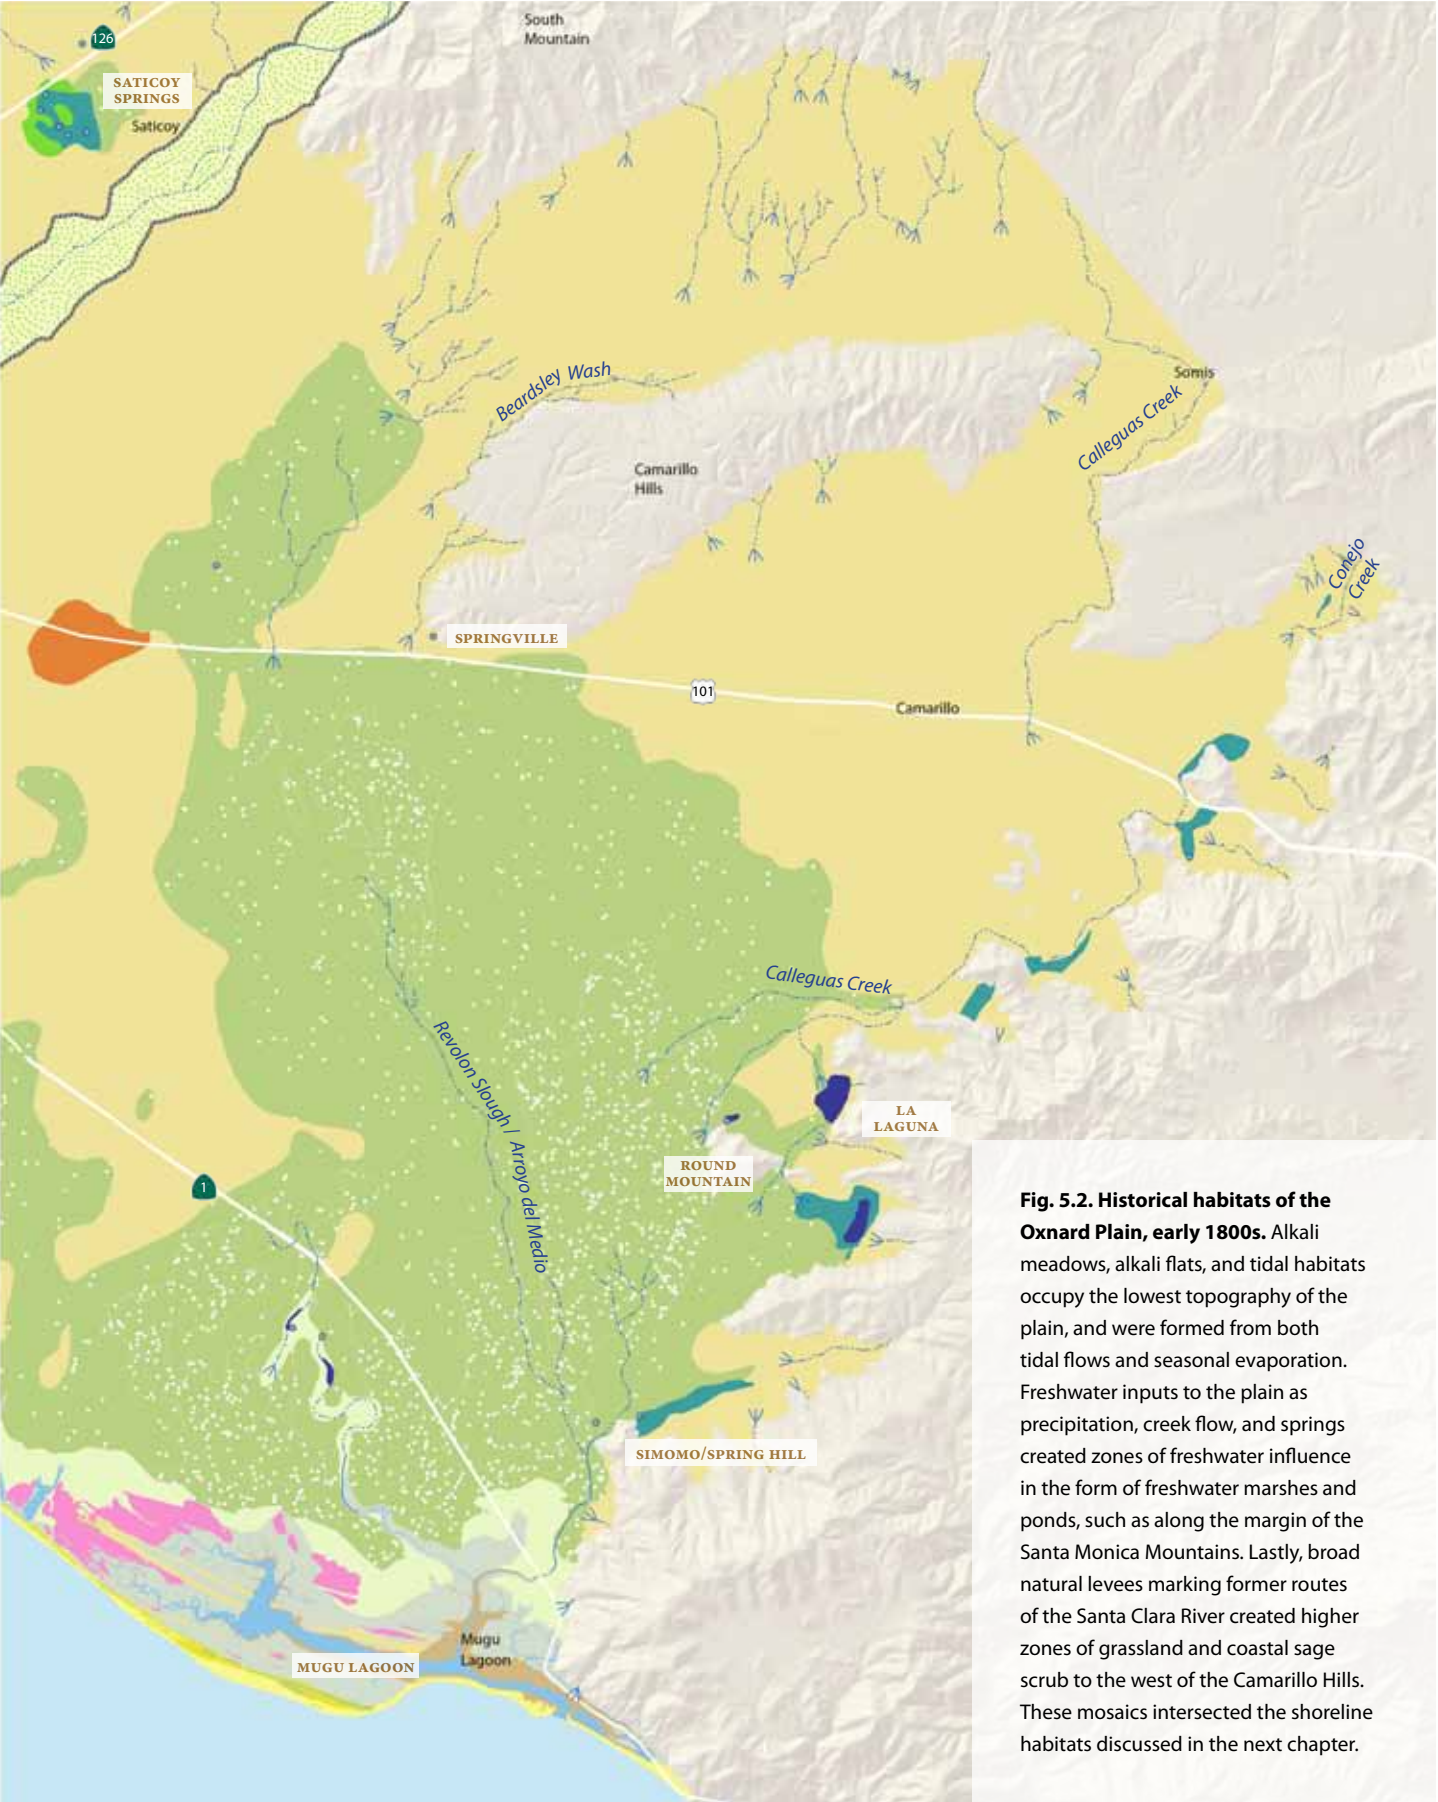 South
Mountain
126
SATICOY
SPRINGS
Saticoy
Beardsley Wash
Somis
Calleguas Creek
Camarillo
Hills
Conejo
Creek
SPRINGVILLE
101
Camarillo
Calleguas Creek
Revolon Slough / Arroyo del Medio
LA
LAGUNA
ROUND
MOUNTAIN
1
SIMOMO/SPRING HILL
Mugu
Lagoon
MUGU LAGOON
Fig. 5.2. Historical habitats of the
Oxnard Plain, early 1800s. Alkali
meadows, alkali flats, and tidal habitats
occupy the lowest topography of the
plain, and were formed from both
tidal flows and seasonal evaporation.
Freshwater inputs to the plain as
precipitation, creek flow, and springs
created zones of freshwater influence
in the form of freshwater marshes and
ponds, such as along the margin of the
Santa Monica Mountains. Lastly, broad
natural levees marking former routes
of the Santa Clara River created higher
zones of grassland and coastal sage
scrub to the west of the Camarillo Hills.
These mosaics intersected the shoreline
habitats discussed in the next chapter.